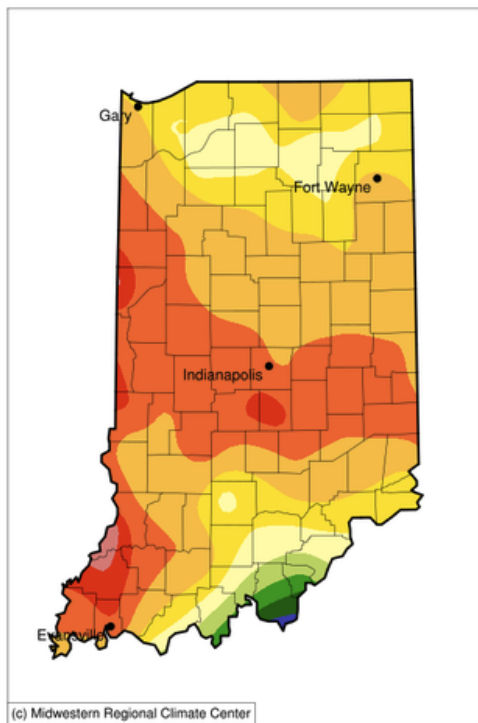 Gary
Fort Wayne
Indianapolis
Evansville
(c) Midwestern Regional Climate Center